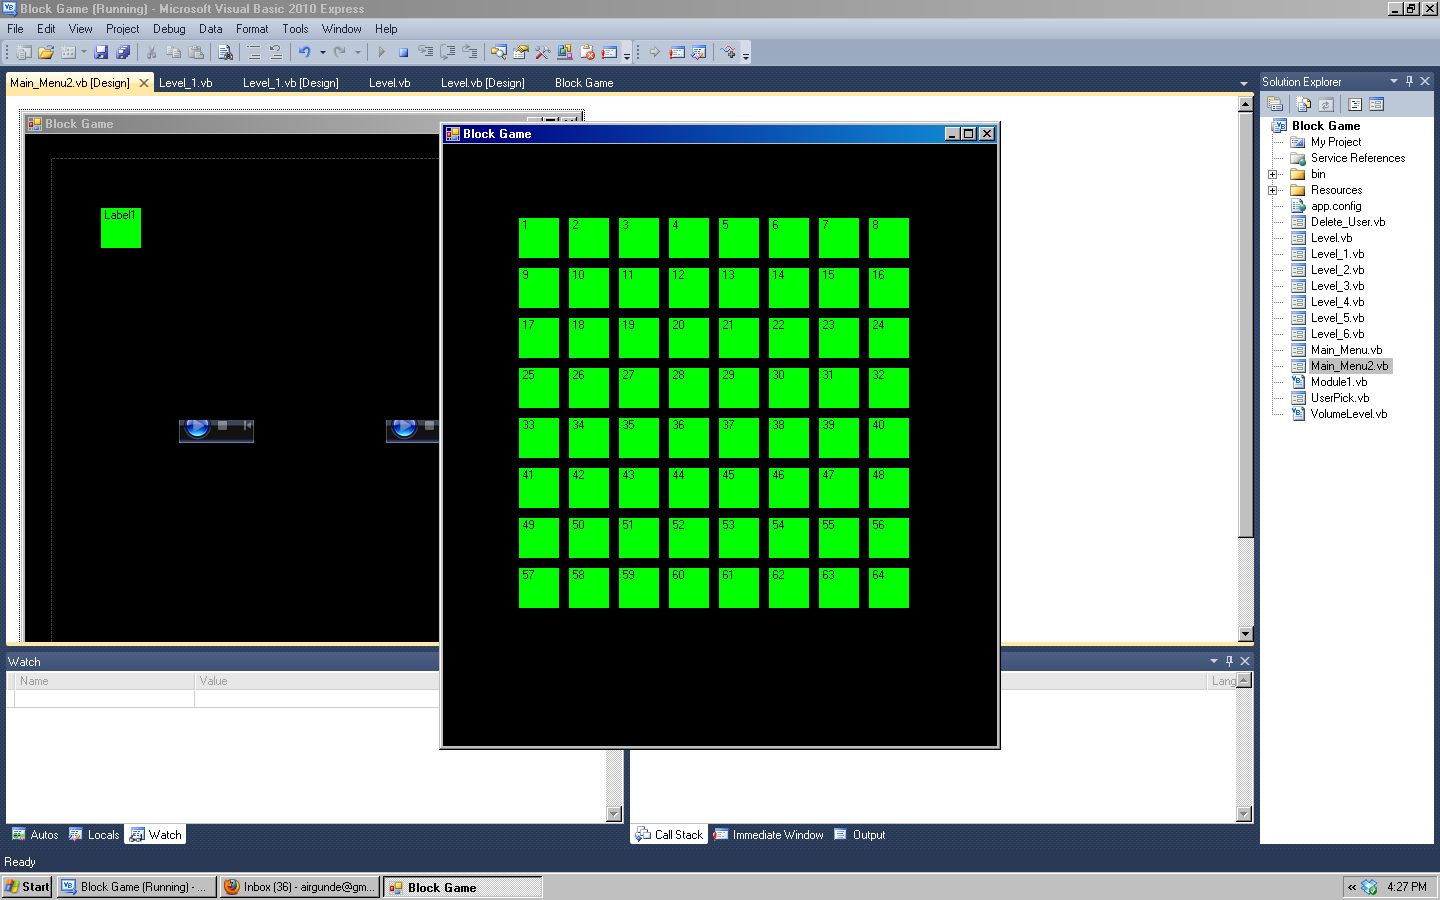 Block Game (Running) - Microsoft Visual Basic 2010 Express
File Edit View Project Debug Data Format Tools Window Help
Main_Menu2.vb [Design] Level_1.vb Level_1.vb [Design] Level.vb Level.vb [Design] Block Game
Block Game
Label1
Block Game
1 2 3 4 5 6 7 8
9 10 11 12 13 14 15 16
17 18 19 20 21 22 23 24
25 26 27 28 29 30 31 32
33 34 35 36 37 38 39 40
41 42 43 44 45 46 47 48
49 50 51 52 53 54 55 56
57 58 59 60 61 62 63 64
Solution Explorer
Block Game
My Project
Service References
bin
Resources
app.config
Delete_User.vb
Level.vb
Level_1.vb
Level_2.vb
Level_3.vb
Level_4.vb
Level_5.vb
Level_6.vb
Main_Menu.vb
Main_Menu2.vb
Module1.vb
UserPick.vb
VolumeLevel.vb
Watch
Name Value
Lang
Autos Locals Watch
Call Stack Immediate Window Output
Ready
Start Block Game (Running) - ... Inbox (36) - airgunde@gm... Block Game « 4:27 PM